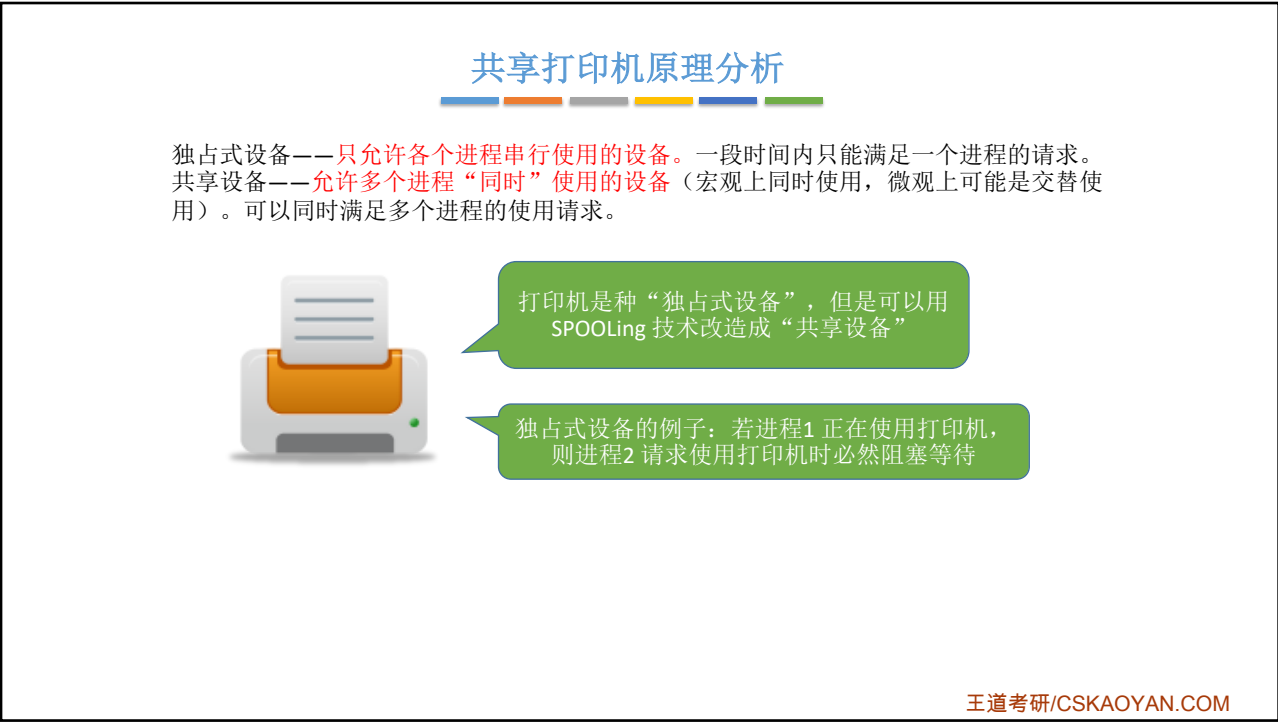 共享打印机原理分析
独占式设备——只允许各个进程串行使用的设备。一段时间内只能满足一个进程的请求。
共享设备——允许多个进程“同时”使用的设备（宏观上同时使用，微观上可能是交替使
用）。可以同时满足多个进程的使用请求。
打印机是种“独占式设备”，但是可以用
SPOOLing 技术改造成“共享设备”
独占式设备的例子：若进程1 正在使用打印机，
则进程2 请求使用打印机时必然阻塞等待
王道考研/CSKAOYAN.COM